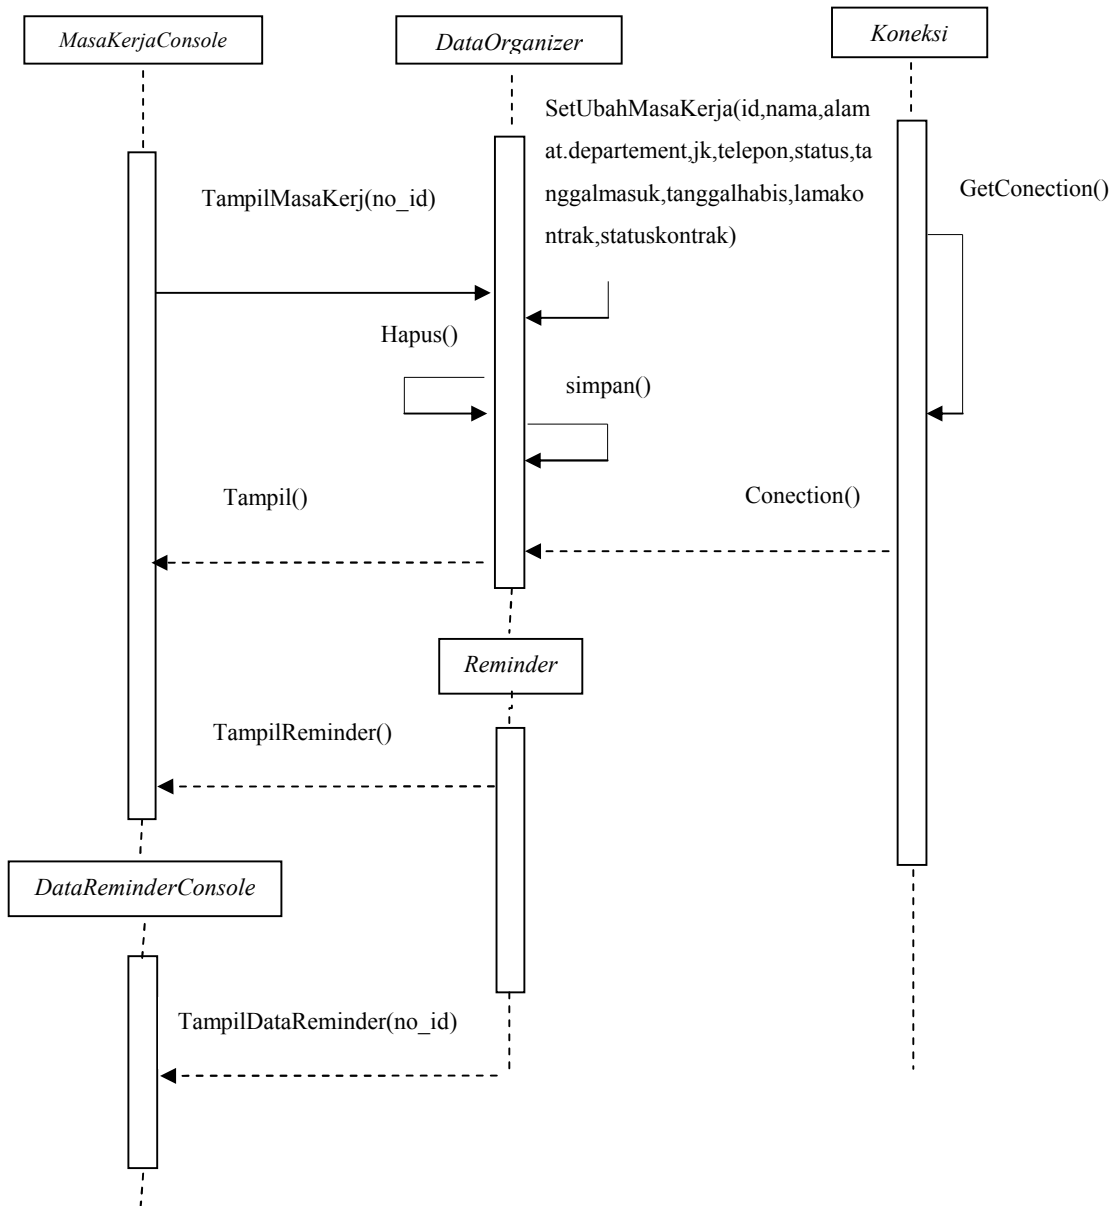 MasaKerjaConsole
DataOrganizer
Koneksi
SetUbahMasaKerja(id,nama,alam
at.departement,jk,telepon,status,ta
nggalmasuk,tanggalhabis,lamako
ntrak,statuskontrak)
GetConection()
TampilMasaKerj(no_id)
Hapus()
simpan()
Tampil()
Conection()
Reminder
TampilReminder()
DataReminderConsole
TampilDataReminder(no_id)